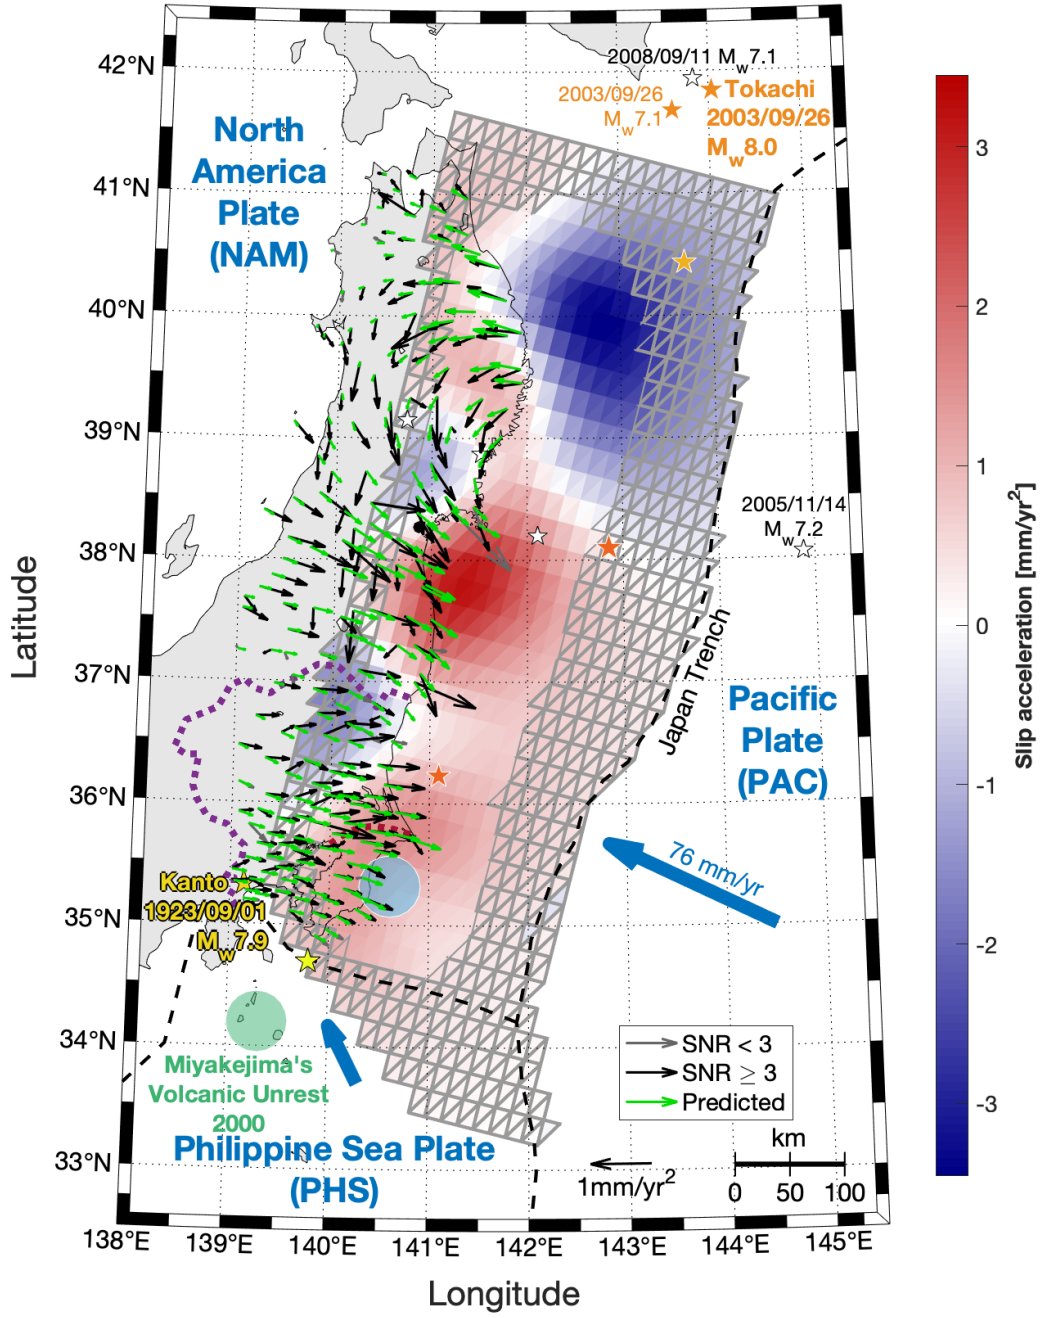 2008/09/11 Mw7.1
2003/09/26
Mw7.1
Tokachi
2003/09/26
Mw8.0
North
America
Plate
(NAM)
2005/11/14
Mw7.2
Japan Trench
Pacific
Plate
(PAC)
76 mm/yr
Kanto
1923/09/01
Mw7.9
Miyakejima's
Volcanic Unrest
2000
Philippine Sea Plate
(PHS)
SNR < 3
SNR ≥ 3
Predicted
1mm/yr²
km
0 50 100
42°N
41°N
40°N
39°N
38°N
37°N
36°N
35°N
34°N
33°N
Latitude
138°E 139°E 140°E 141°E 142°E 143°E 144°E 145°E
Longitude
3
2
1
0
-1
-2
-3
Slip acceleration [mm/yr²]